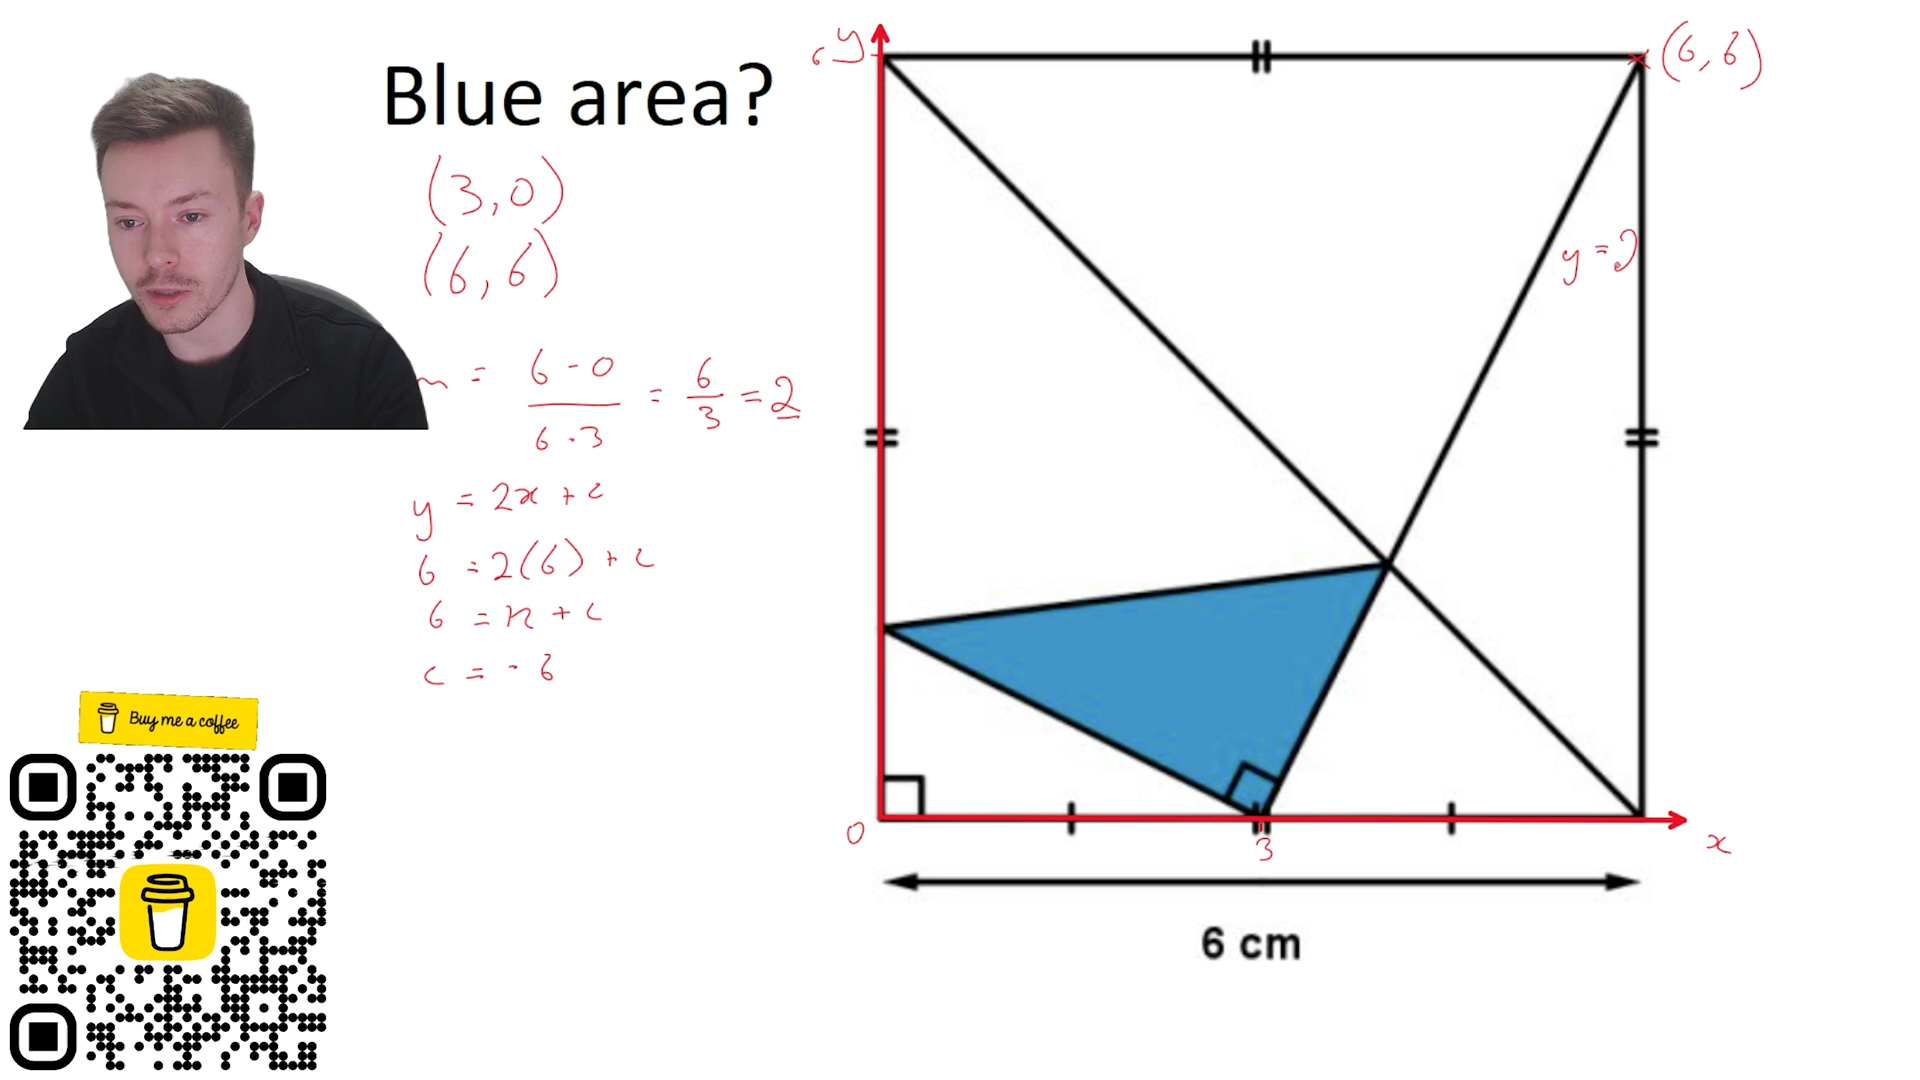 Blue area?
(3,0)
(6,6)
m = 6-0 / 6-3 = 6/3 = 2
y = 2x + c
6 = 2(6) + c
6 = 12 + c
c = -6
6 y
(6,6)
y = 2
0
3
x
6 cm
Buy me a coffee